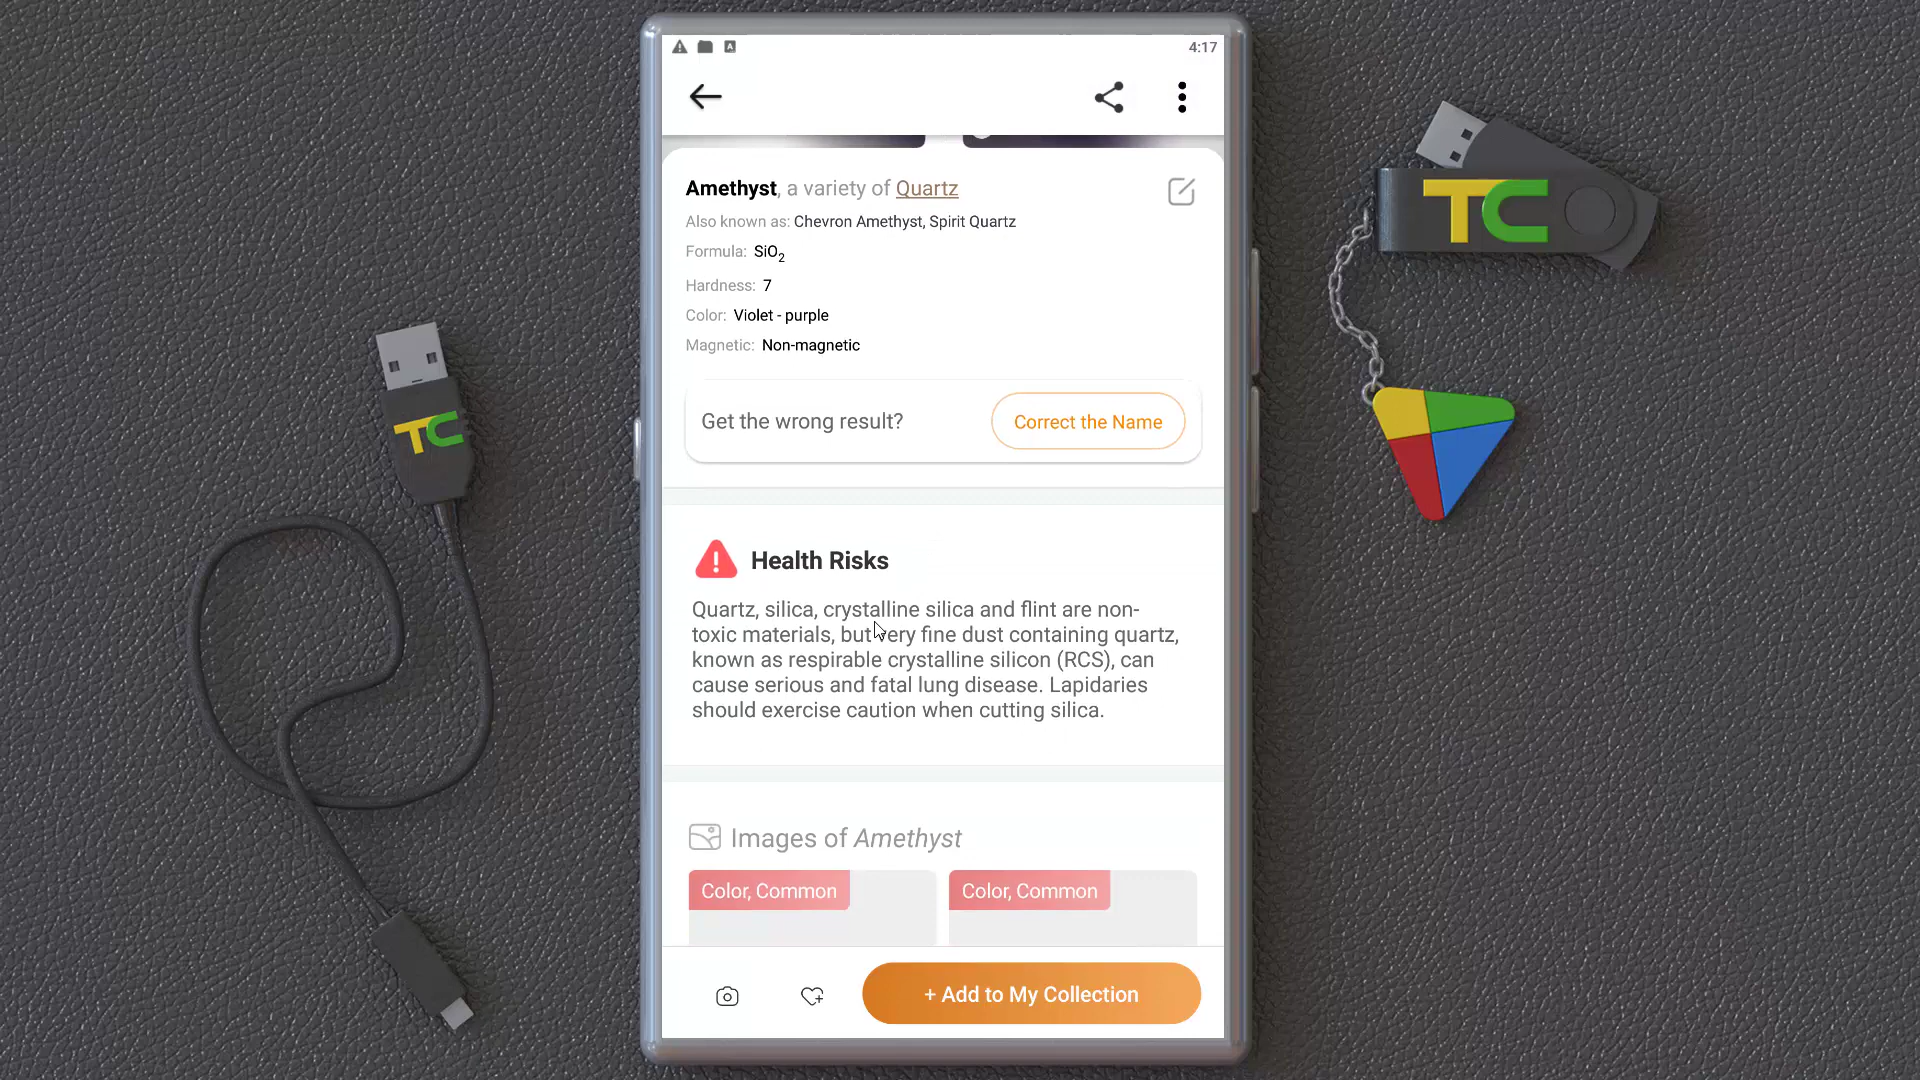 4:17
Amethyst, a variety of Quartz
Also known as: Chevron Amethyst, Spirit Quartz
Formula: SiO2
Hardness: 7
Color: Violet - purple
Magnetic: Non-magnetic
Get the wrong result?
Correct the Name
Health Risks
Quartz, silica, crystalline silica and flint are non-
toxic materials, but very fine dust containing quartz,
known as respirable crystalline silicon (RCS), can
cause serious and fatal lung disease. Lapidaries
should exercise caution when cutting silica.
Images of Amethyst
Color, Common
Color, Common
+ Add to My Collection
TC
TC